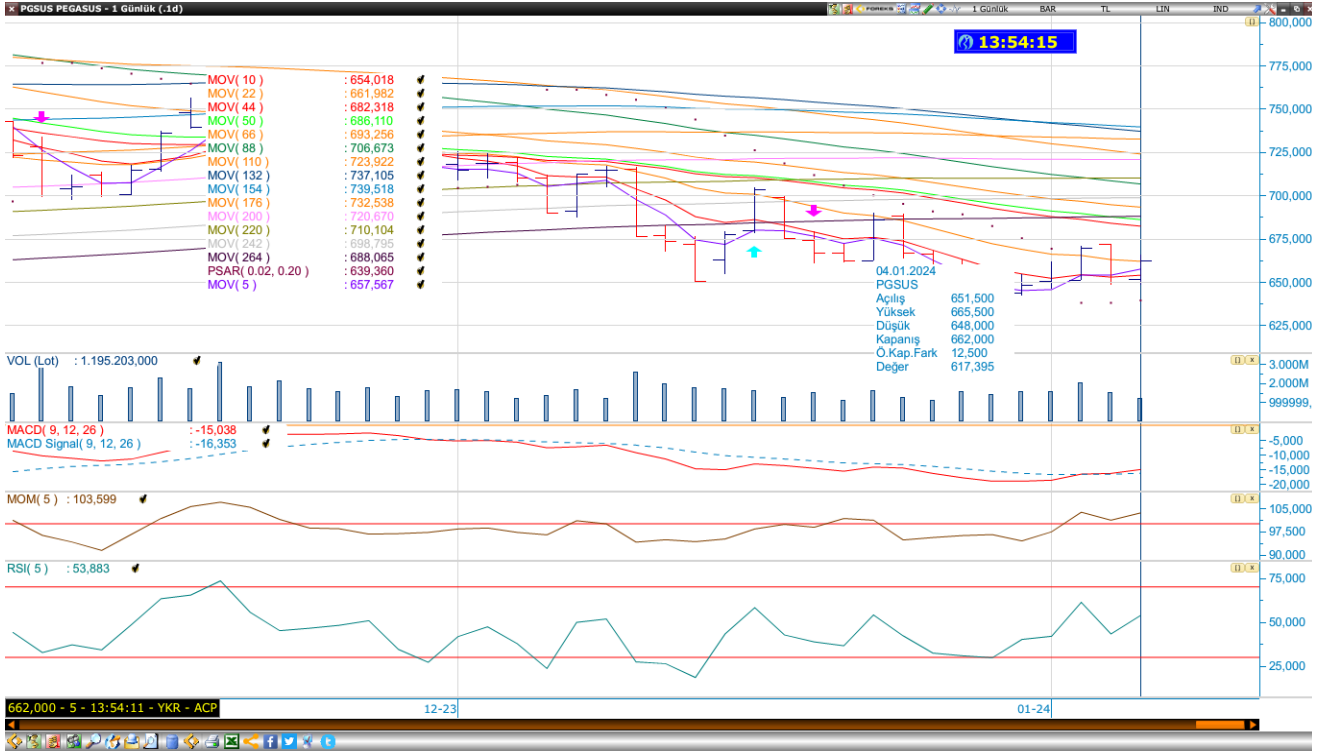 PGSUS PEGASUS - 1 Günlük (.1d)
FOREKS
1 Günlük BAR TL LIN IND
13:54:15
800,000
775,000
750,000
725,000
700,000
675,000
650,000
625,000
MOV( 10 ) : 654,018
MOV( 22 ) : 661,982
MOV( 44 ) : 682,318
MOV( 50 ) : 686,110
MOV( 66 ) : 693,256
MOV( 88 ) : 706,673
MOV( 110 ) : 723,922
MOV( 132 ) : 737,105
MOV( 154 ) : 739,518
MOV( 176 ) : 732,538
MOV( 200 ) : 720,670
MOV( 220 ) : 710,104
MOV( 242 ) : 698,795
MOV( 264 ) : 688,065
PSAR( 0.02, 0.20 ) : 639,360
MOV( 5 ) : 657,567
04.01.2024
PGSUS
Açılış 651,500
Yüksek 665,500
Düşük 648,000
Kapanış 662,000
Ö.Kap.Fark 12,500
Değer 617,395
VOL (Lot) : 1.195.203,000
3.000M
2.000M
999999,
MACD( 9, 12, 26 ) : -15,038
MACD Signal( 9, 12, 26 ) : -16,353
-5,000
-10,000
-15,000
-20,000
MOM( 5 ) : 103,599
105,000
97,500
90,000
RSI( 5 ) : 53,883
75,000
50,000
25,000
662,000 - 5 - 13:54:11 - YKR - ACP
12-23
01-24